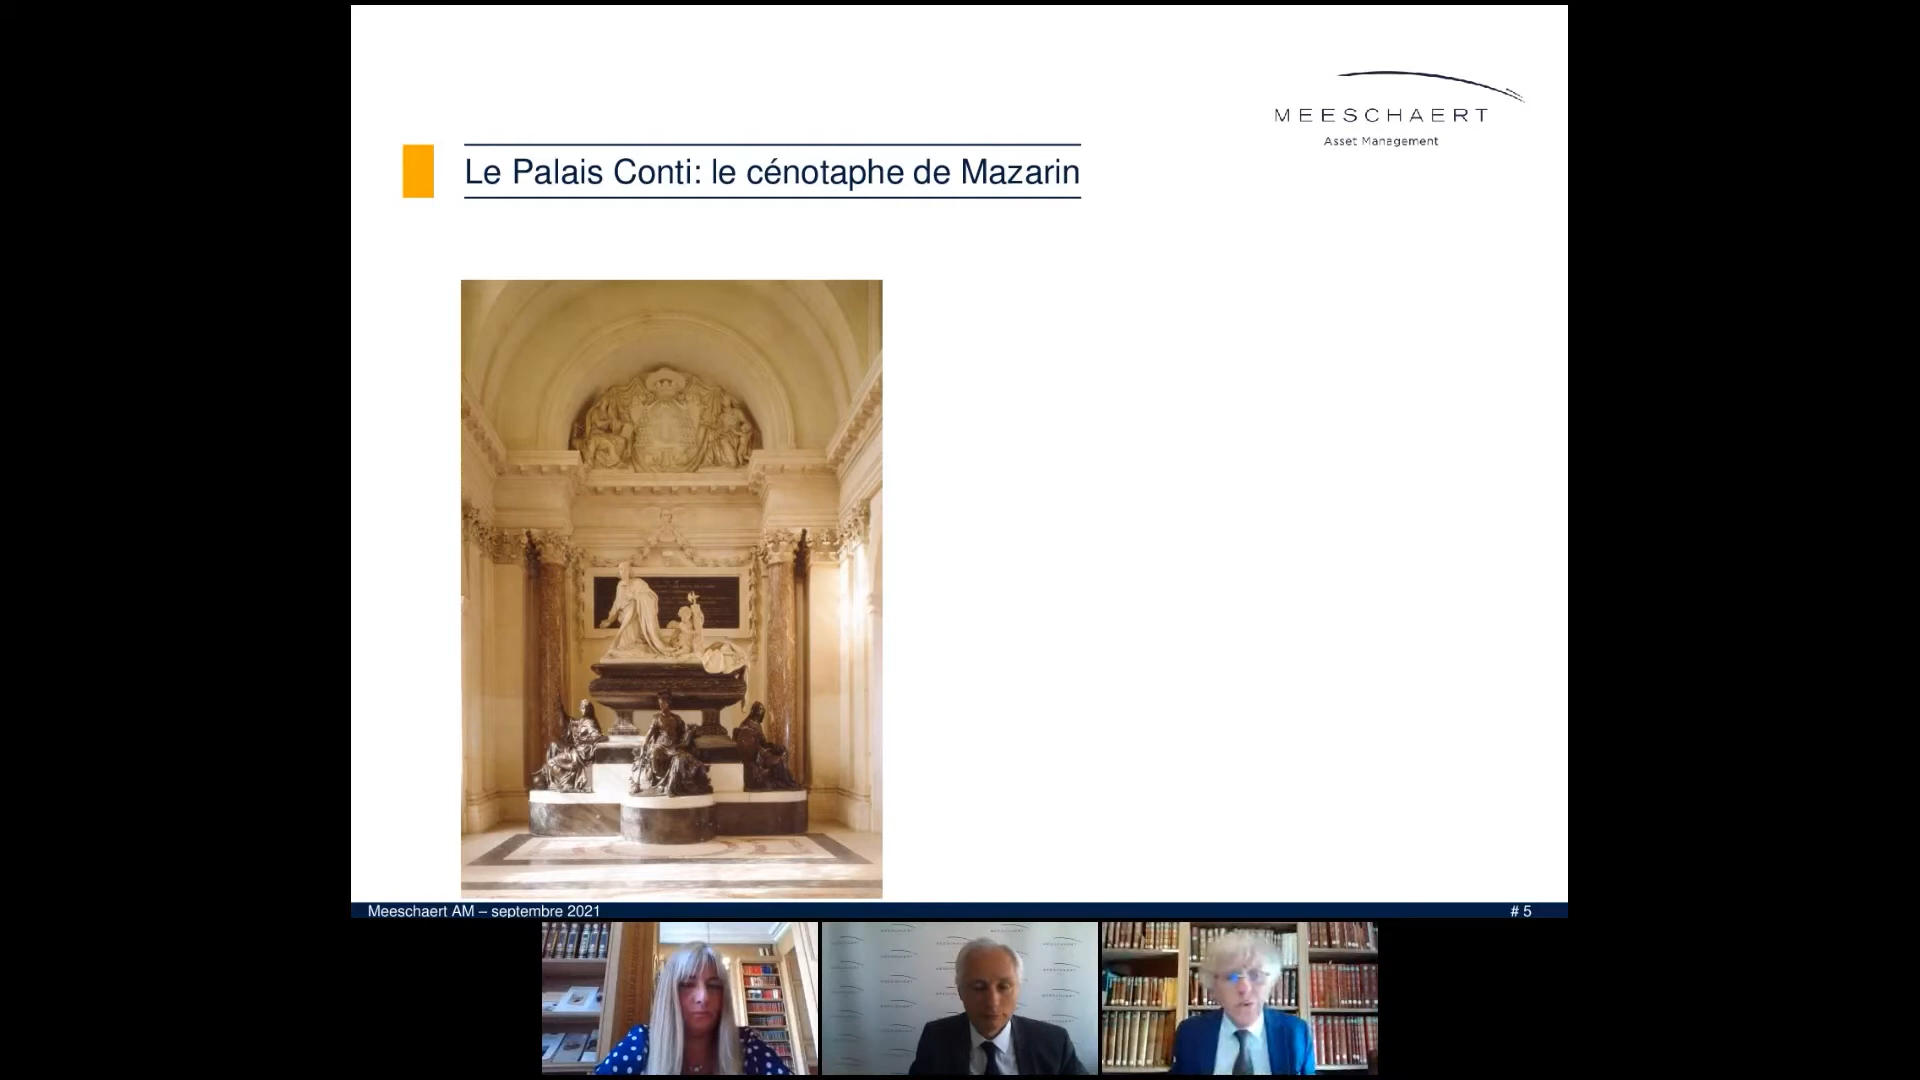 MEESCHAERT
Asset Management
Le Palais Conti: le cénotaphe de Mazarin
Meeschaert AM – septembre 2021
# 5